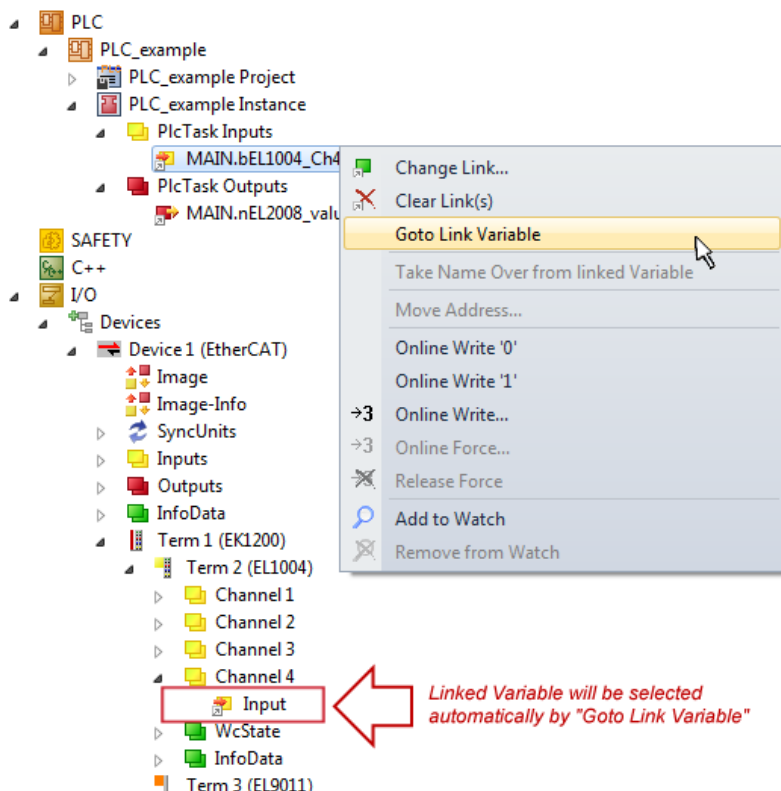 PLC
PLC_example
PLC_example Project
PLC_example Instance
PlcTask Inputs
MAIN.bEL1004_Ch4
PlcTask Outputs
MAIN.nEL2008_valu
SAFETY
C++
I/O
Devices
Device 1 (EtherCAT)
Image
Image-Info
SyncUnits
Inputs
Outputs
InfoData
Term 1 (EK1200)
Term 2 (EL1004)
Channel 1
Channel 2
Channel 3
Channel 4
Input
WcState
InfoData
Term 3 (EL9011)
Change Link...
Clear Link(s)
Goto Link Variable
Take Name Over from linked Variable
Move Address...
Online Write '0'
Online Write '1'
→3 Online Write...
→3 Online Force...
Release Force
Add to Watch
Remove from Watch
Linked Variable will be selected
automatically by "Goto Link Variable"